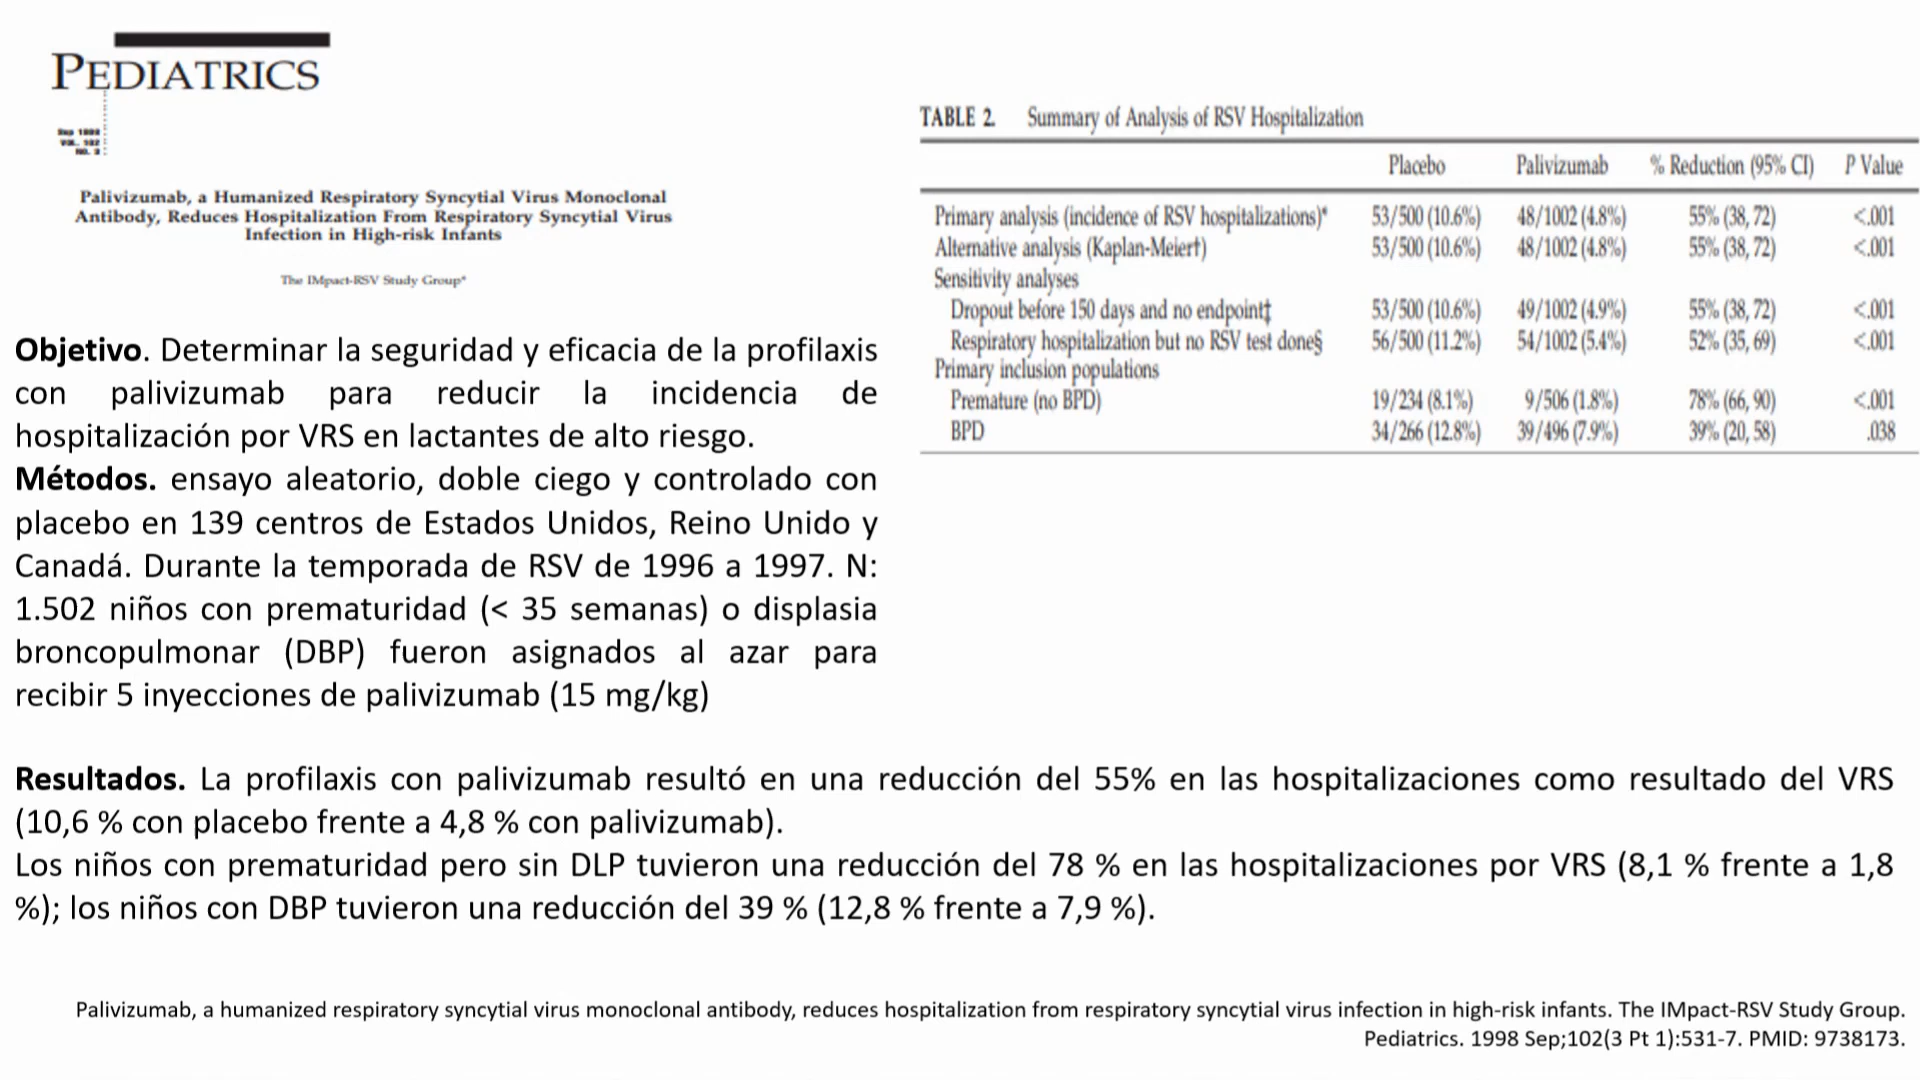 PEDIATRICS
Sep 1998
VOL. 102
NO. 3
Palivizumab, a Humanized Respiratory Syncytial Virus Monoclonal
Antibody, Reduces Hospitalization From Respiratory Syncytial Virus
Infection in High-risk Infants
The IMpact-RSV Study Group*
Objetivo. Determinar la seguridad y eficacia de la profilaxis
con palivizumab para reducir la incidencia de
hospitalización por VRS en lactantes de alto riesgo.
Métodos. ensayo aleatorio, doble ciego y controlado con
placebo en 139 centros de Estados Unidos, Reino Unido y
Canadá. Durante la temporada de RSV de 1996 a 1997. N:
1.502 niños con prematuridad (< 35 semanas) o displasia
broncopulmonar (DBP) fueron asignados al azar para
recibir 5 inyecciones de palivizumab (15 mg/kg)
TABLE 2. Summary of Analysis of RSV Hospitalization
Placebo Palivizumab % Reduction (95% CI) P Value
Primary analysis (incidence of RSV hospitalizations)* 53/500 (10.6%) 48/1002 (4.8%) 55% (38, 72) <.001
Alternative analysis (Kaplan-Meier†) 53/500 (10.6%) 48/1002 (4.8%) 55% (38, 72) <.001
Sensitivity analyses
Dropout before 150 days and no endpoint‡ 53/500 (10.6%) 49/1002 (4.9%) 55% (38, 72) <.001
Respiratory hospitalization but no RSV test done§ 56/500 (11.2%) 54/1002 (5.4%) 52% (35, 69) <.001
Primary inclusion populations
Premature (no BPD) 19/234 (8.1%) 9/506 (1.8%) 78% (66, 90) <.001
BPD 34/266 (12.8%) 39/496 (7.9%) 39% (20, 58) .038
Resultados. La profilaxis con palivizumab resultó en una reducción del 55% en las hospitalizaciones como resultado del VRS
(10,6 % con placebo frente a 4,8 % con palivizumab).
Los niños con prematuridad pero sin DLP tuvieron una reducción del 78 % en las hospitalizaciones por VRS (8,1 % frente a 1,8
%); los niños con DBP tuvieron una reducción del 39 % (12,8 % frente a 7,9 %).
Palivizumab, a humanized respiratory syncytial virus monoclonal antibody, reduces hospitalization from respiratory syncytial virus infection in high-risk infants. The IMpact-RSV Study Group.
Pediatrics. 1998 Sep;102(3 Pt 1):531-7. PMID: 9738173.